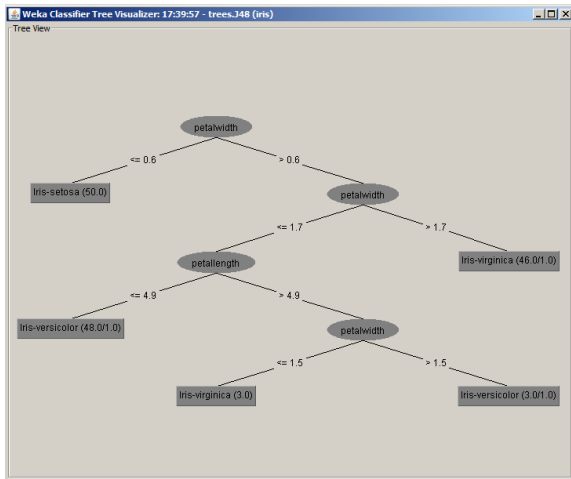 Weka Classifier Tree Visualizer: 17:39:57 - trees.J48 (iris)
Tree View
petalwidth
<= 0.6
> 0.6
Iris-setosa (50.0)
petalwidth
<= 1.7
> 1.7
petallength
Iris-virginica (46.0/1.0)
<= 4.9
> 4.9
Iris-versicolor (48.0/1.0)
petalwidth
<= 1.5
> 1.5
Iris-virginica (3.0)
Iris-versicolor (3.0/1.0)